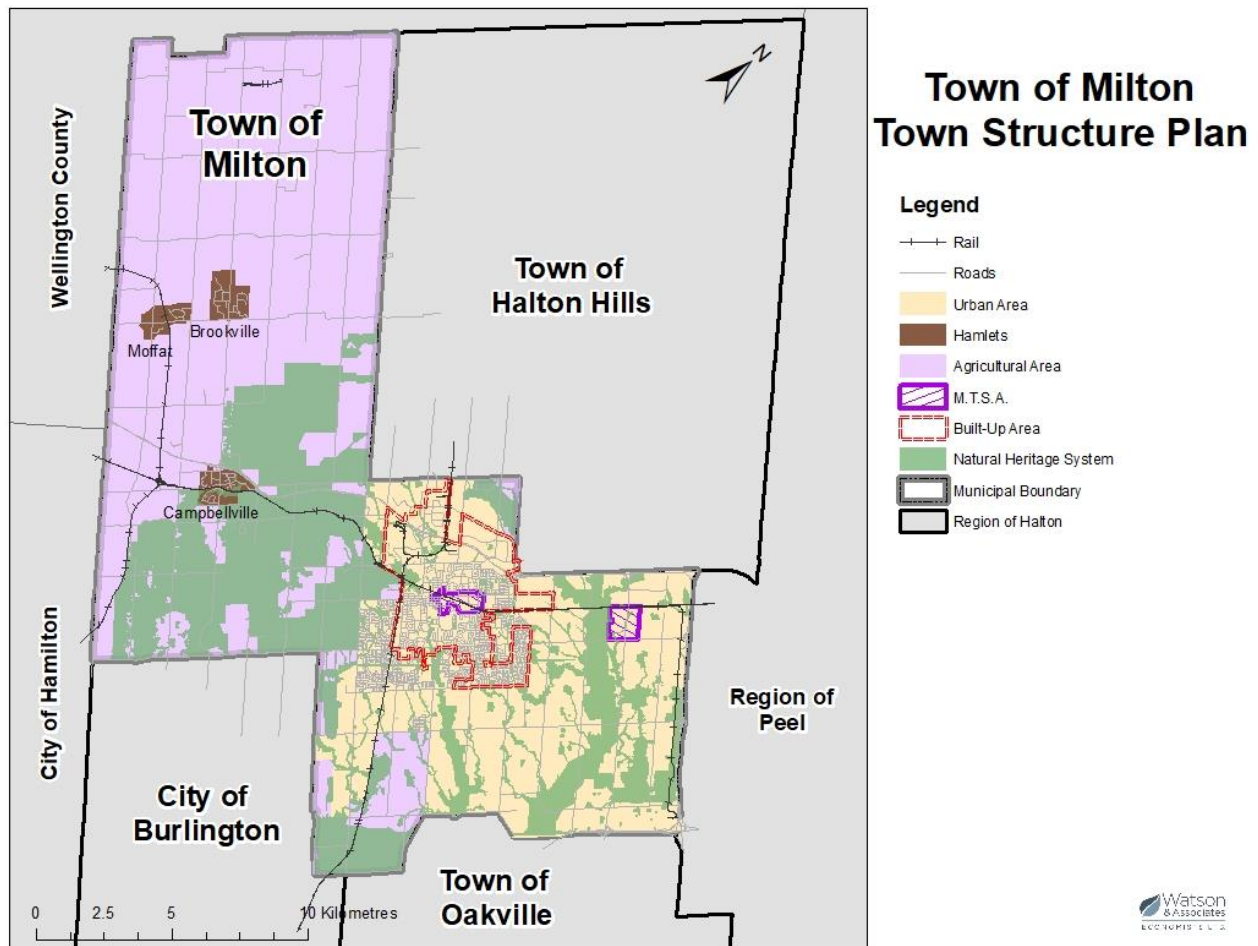 Town of Milton
Town Structure Plan
Legend
Rail
Roads
Urban Area
Hamlets
Agricultural Area
M.T.S.A.
Built-Up Area
Natural Heritage System
Municipal Boundary
Region of Halton
N
Town of
Milton
Wellington County
Town of
Halton Hills
Brookville
Moffat
Campbellville
City of Hamilton
Region of
Peel
City of
Burlington
Town of
Oakville
0 2.5 5 10 Kilometres
Watson
& Associates
ECONOMISTS LTD.